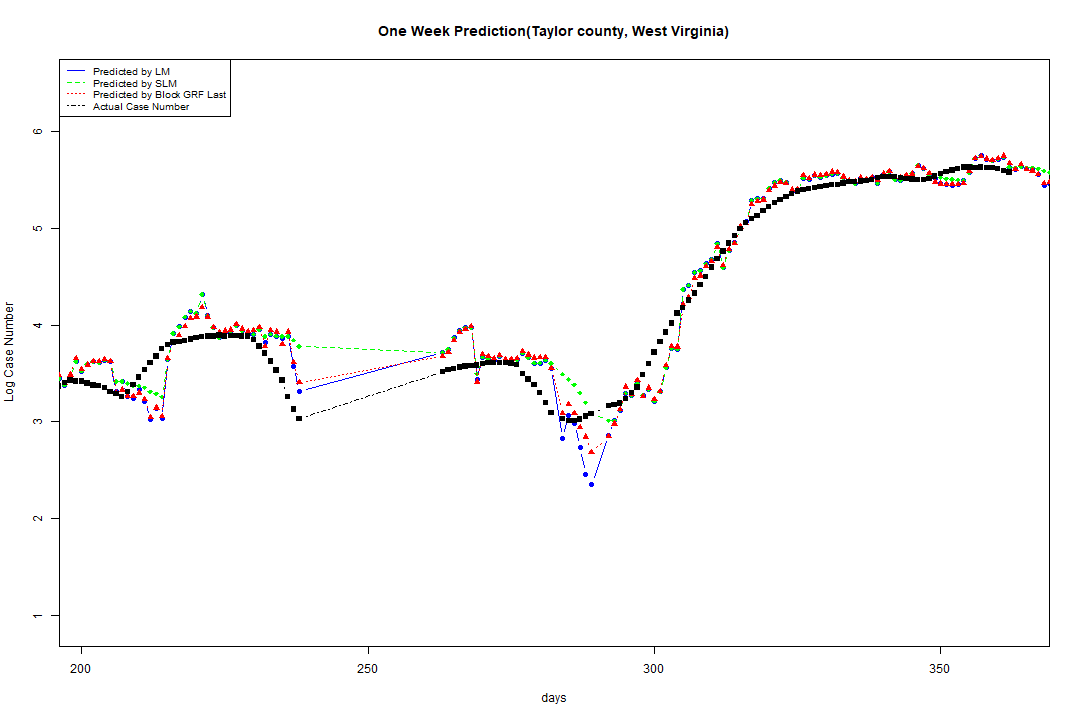 One Week Prediction(Taylor county, West Virginia)
Predicted by LM
Predicted by SLM
Predicted by Block GRF Last
Actual Case Number
6
5
4
3
2
1
Log Case Number
200 250 300 350
days